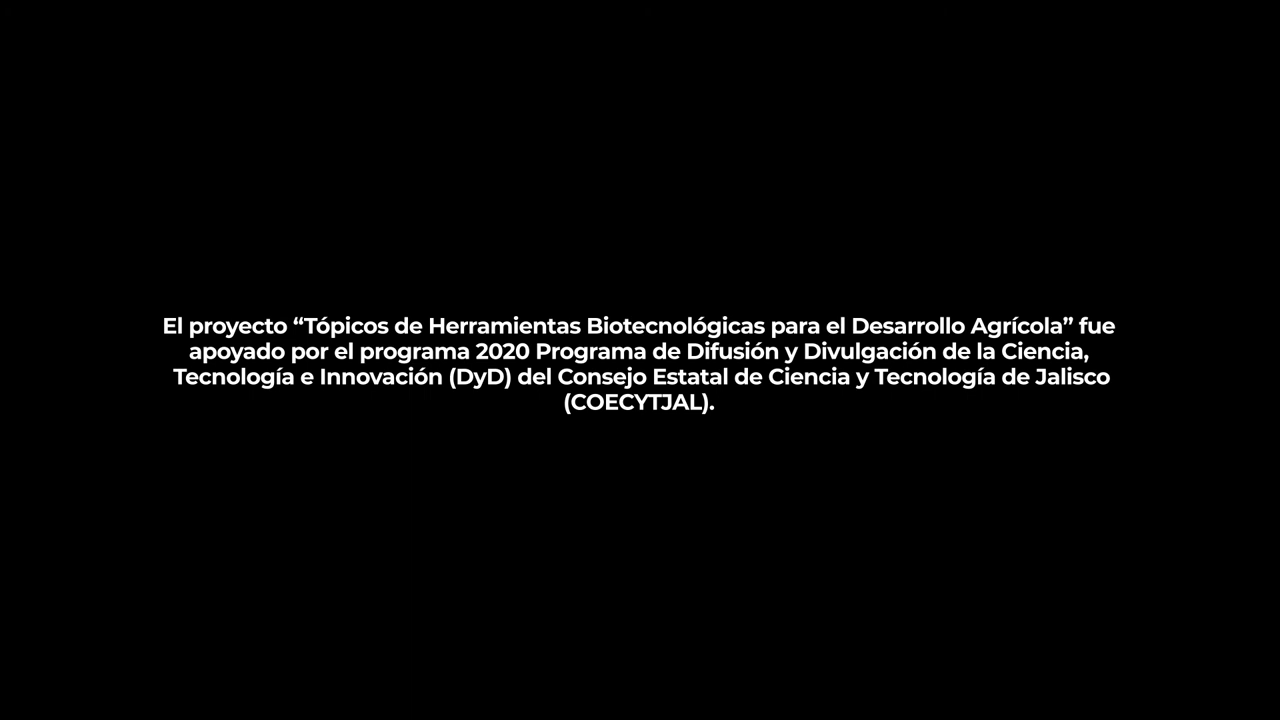 El proyecto “Tópicos de Herramientas Biotecnológicas para el Desarrollo Agrícola” fue
apoyado por el programa 2020 Programa de Difusión y Divulgación de la Ciencia,
Tecnología e Innovación (DyD) del Consejo Estatal de Ciencia y Tecnología de Jalisco
(COECYTJAL).